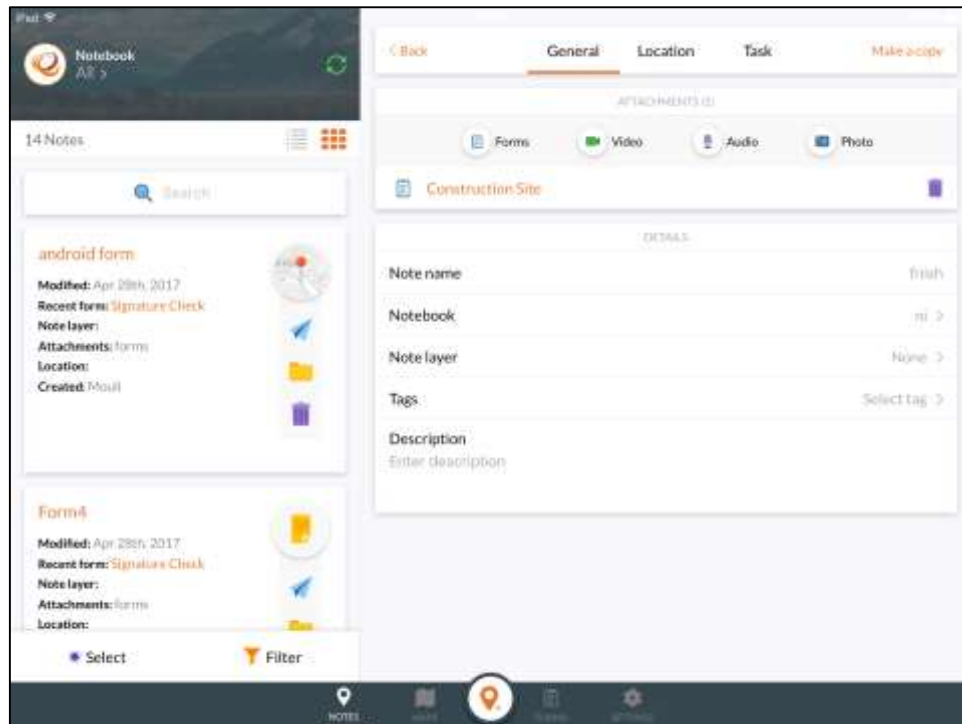 iPad
Notebook
All >
14 Notes
Search
android form
Modified: Apr 28th, 2017
Recent form: Signature Check
Note layer:
Attachments: forms
Location:
Created: Mouli
Form4
Modified: Apr 28th, 2017
Recent form: Signature Check
Note layer:
Attachments: forms
Location:
Select
Filter
< Back
General
Location
Task
Make a copy
Forms
Video
Audio
Photo
Construction Site
DETAILS
Note name
Notebook
Note layer
None >
Tags
Select tag >
Description
Enter description
NOTES
SETTINGS